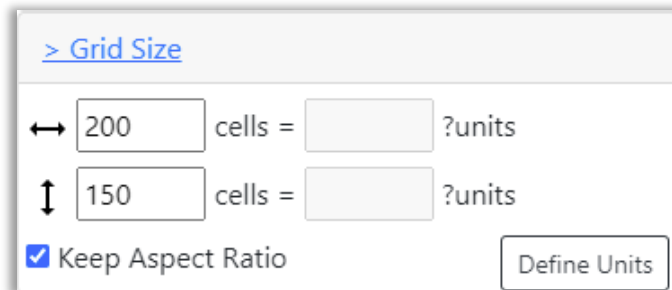 > Grid Size
200 cells = ?units
150 cells = ?units
Keep Aspect Ratio
Define Units